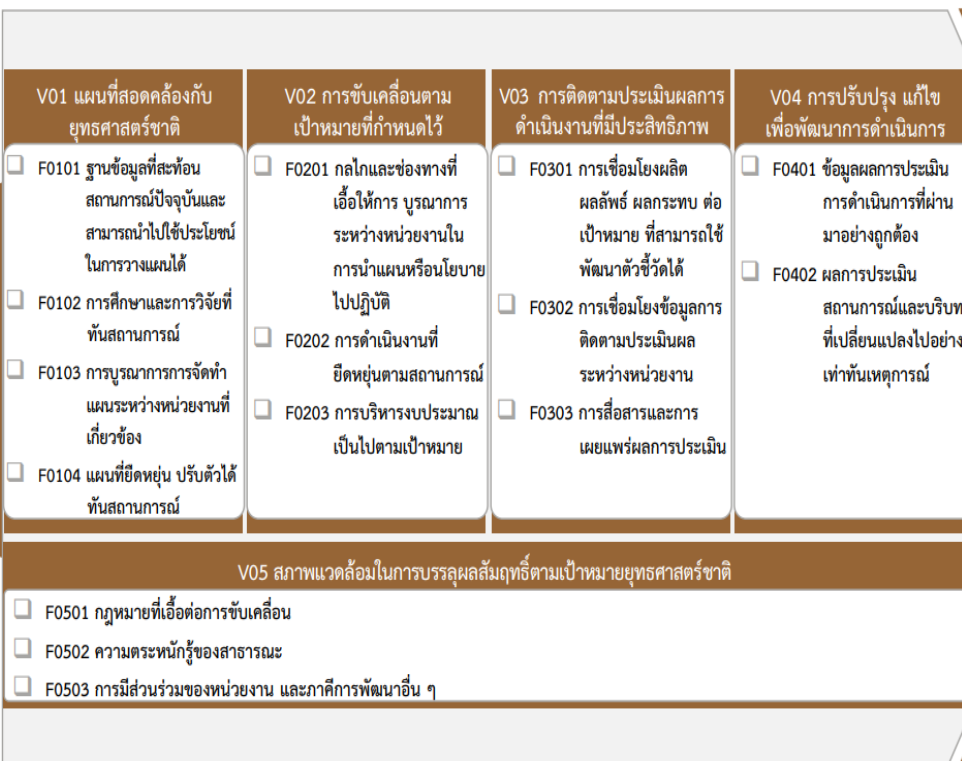 V01 แผนที่สอดคล้องกับ
ยุทธศาสตร์ชาติ
F0101 ฐานข้อมูลที่สะท้อน
สถานการณ์ปัจจุบันและ
สามารถนำไปใช้ประโยชน์
ในการวางแผนได้
F0102 การศึกษาและการวิจัยที่
ทันสถานการณ์
F0103 การบูรณาการการจัดทำ
แผนระหว่างหน่วยงานที่
เกี่ยวข้อง
F0104 แผนที่ยืดหยุ่น ปรับตัวได้
ทันสถานการณ์
V02 การขับเคลื่อนตาม
เป้าหมายที่กำหนดไว้
F0201 กลไกและช่องทางที่
เอื้อให้การ บูรณาการ
ระหว่างหน่วยงานใน
การนำแผนหรือนโยบาย
ไปปฏิบัติ
F0202 การดำเนินงานที่
ยืดหยุ่นตามสถานการณ์
F0203 การบริหารงบประมาณ
เป็นไปตามเป้าหมาย
V03 การติดตามประเมินผลการ
ดำเนินงานที่มีประสิทธิภาพ
F0301 การเชื่อมโยงผลิต
ผลลัพธ์ ผลกระทบ ต่อ
เป้าหมาย ที่สามารถใช้
พัฒนาตัวชี้วัดได้
F0302 การเชื่อมโยงข้อมูลการ
ติดตามประเมินผล
ระหว่างหน่วยงาน
F0303 การสื่อสารและการ
เผยแพร่ผลการประเมิน
V04 การปรับปรุง แก้ไข
เพื่อพัฒนาการดำเนินการ
F0401 ข้อมูลผลการประเมิน
การดำเนินการที่ผ่าน
มาอย่างถูกต้อง
F0402 ผลการประเมิน
สถานการณ์และบริบท
ที่เปลี่ยนแปลงไปอย่าง
เท่าทันเหตุการณ์
V05 สภาพแวดล้อมในการบรรลุผลสัมฤทธิ์ตามเป้าหมายยุทธศาสตร์ชาติ
F0501 กฎหมายที่เอื้อต่อการขับเคลื่อน
F0502 ความตระหนักรู้ของสาธารณะ
F0503 การมีส่วนร่วมของหน่วยงาน และภาคีการพัฒนาอื่น ๆ